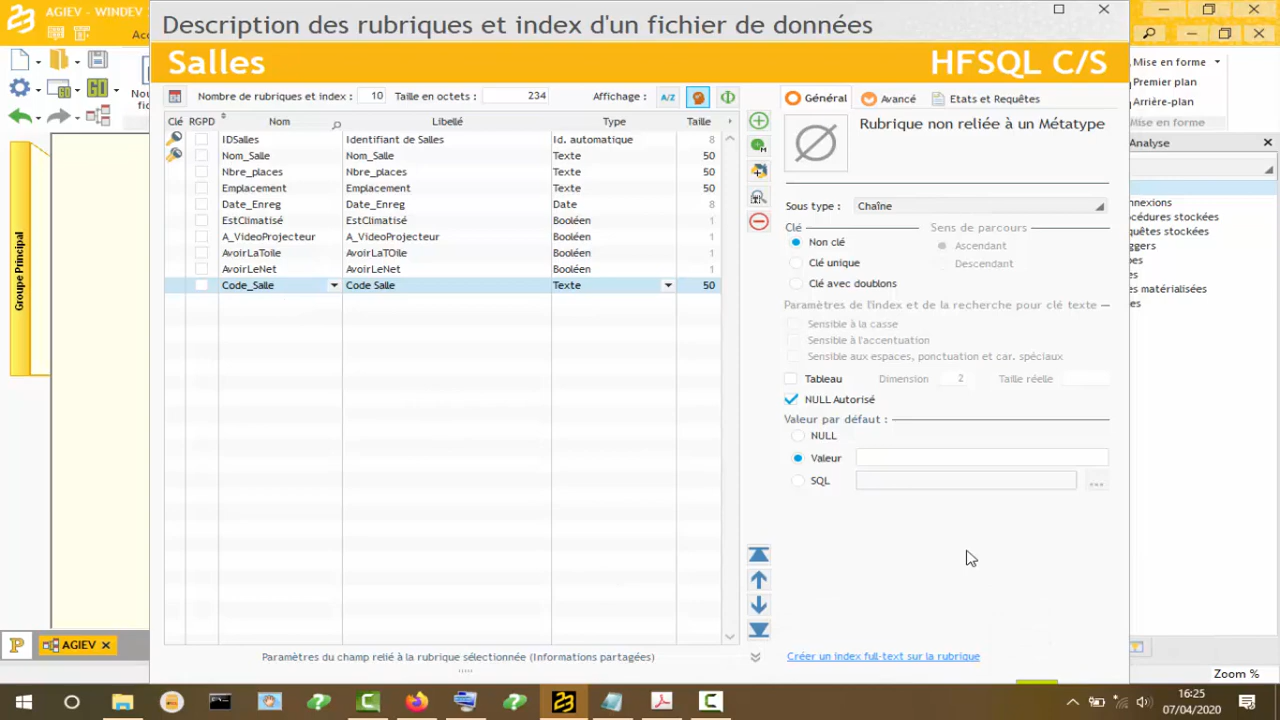 AGIEV - WINDEV
Acc
Nou
fic
Groupe Principal
P AGIEV
Description des rubriques et index d'un fichier de données
Salles HFSQL C/S
Nombre de rubriques et index : 10 Taille en octets : 234 Affichage : A/Z
Clé RGPD Nom Libellé Type Taille
IDSalles Identifiant de Salles Id. automatique 8
Nom_Salle Nom_Salle Texte 50
Nbre_places Nbre_places Texte 50
Emplacement Emplacement Texte 50
Date_Enreg Date_Enreg Date 8
EstClimatisé EstClimatisé Booléen 1
A_VideoProjecteur A_VideoProjecteur Booléen 1
AvoirLaToile AvoirLaTOile Booléen 1
AvoirLeNet AvoirLeNet Booléen 1
Code_Salle Code Salle Texte 50
Paramètres du champ relié à la rubrique sélectionnée (Informations partagées)
Général Avancé Etats et Requêtes
Rubrique non reliée à un Métatype
Sous type : Chaîne
Clé Sens de parcours
Non clé Ascendant
Clé unique Descendant
Clé avec doublons
Paramètres de l'index et de la recherche pour clé texte
Sensible à la casse
Sensible à l'accentuation
Sensible aux espaces, ponctuation et car. spéciaux
Tableau Dimension 2 Taille réelle
NULL Autorisé
Valeur par défaut :
NULL
Valeur
SQL ...
Créer un index full-text sur la rubrique
Mise en forme
Premier plan
Arrière-plan
Mise en forme
Analyse
nnexions
océdures stockées
quêtes stockées
ggers
pes
es matérialisées
es
Zoom %
16:25
07/04/2020